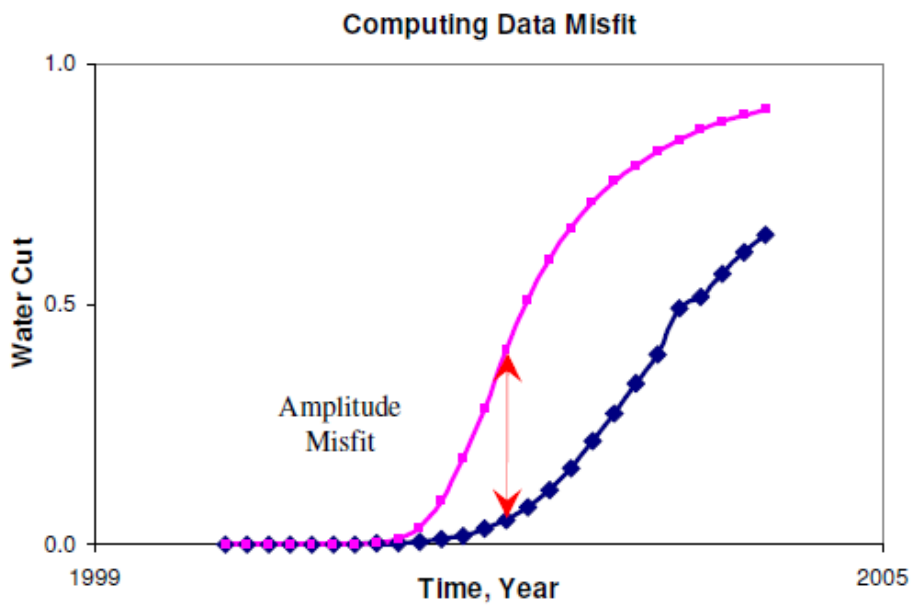 Computing Data Misfit
1.0
Water Cut
0.5
Amplitude
Misfit
0.0
1999
2005
Time, Year